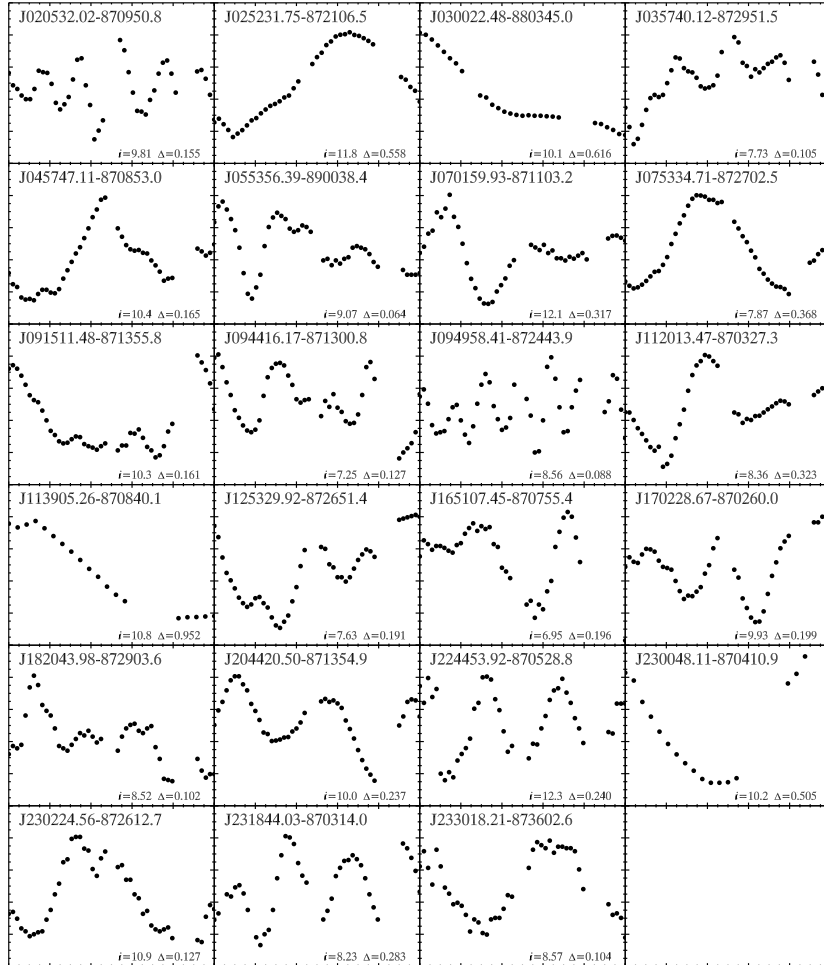 J020532.02-870950.8 J025231.75-872106.5 J030022.48-880345.0 J035740.12-872951.5
i=9.81 Δ=0.155 i=11.8 Δ=0.558 i=10.1 Δ=0.616 i=7.73 Δ=0.105
J045747.11-870853.0 J055356.39-890038.4 J070159.93-871103.2 J075334.71-872702.5
i=10.4 Δ=0.165 i=9.07 Δ=0.064 i=12.1 Δ=0.317 i=7.87 Δ=0.368
J091511.48-871355.8 J094416.17-871300.8 J094958.41-872443.9 J112013.47-870327.3
i=10.3 Δ=0.161 i=7.25 Δ=0.127 i=8.56 Δ=0.088 i=8.36 Δ=0.323
J113905.26-870840.1 J125329.92-872651.4 J165107.45-870755.4 J170228.67-870260.0
i=10.8 Δ=0.952 i=7.63 Δ=0.191 i=6.95 Δ=0.196 i=9.93 Δ=0.199
J182043.98-872903.6 J204420.50-871354.9 J224453.92-870528.8 J230048.11-870410.9
i=8.52 Δ=0.102 i=10.0 Δ=0.237 i=12.3 Δ=0.240 i=10.2 Δ=0.505
J230224.56-872612.7 J231844.03-870314.0 J233018.21-873602.6
i=10.9 Δ=0.127 i=8.23 Δ=0.283 i=8.57 Δ=0.104